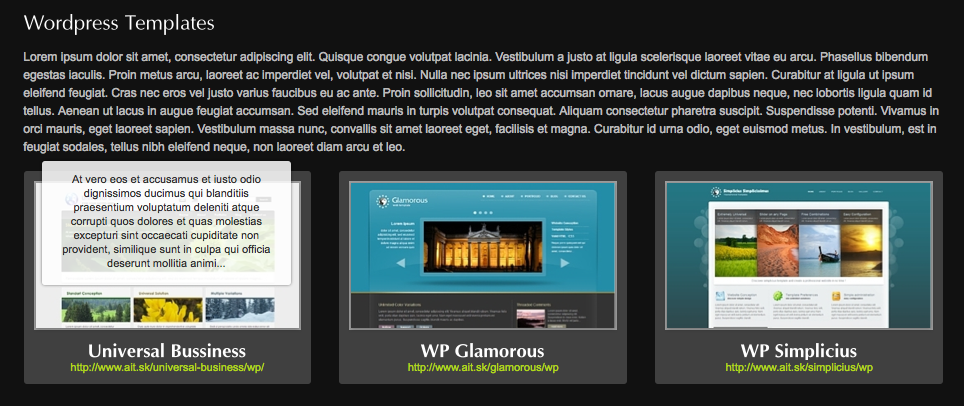 Wordpress Templates
Lorem ipsum dolor sit amet, consectetur adipiscing elit. Quisque congue volutpat lacinia. Vestibulum a justo at ligula scelerisque laoreet vitae eu arcu. Phasellus bibendum
egestas iaculis. Proin metus arcu, laoreet ac imperdiet vel, volutpat et nisi. Nulla nec ipsum ultrices nisi imperdiet tincidunt vel dictum sapien. Curabitur at ligula ut ipsum
eleifend feugiat. Cras nec eros vel justo varius faucibus eu ac ante. Proin sollicitudin, leo sit amet accumsan ornare, lacus augue dapibus neque, nec lobortis ligula quam id
tellus. Aenean ut lacus in augue feugiat accumsan. Sed eleifend mauris in turpis volutpat consequat. Aliquam consectetur pharetra suscipit. Suspendisse potenti. Vivamus in
orci mauris, eget laoreet sapien. Vestibulum massa nunc, convallis sit amet laoreet eget, facilisis et magna. Curabitur id urna odio, eget euismod metus. In vestibulum, est in
feugiat sodales, tellus nibh eleifend neque, non laoreet diam arcu et leo.
At vero eos et accusamus et iusto odio
dignissimos ducimus qui blanditiis
praesentium voluptatum deleniti atque
corrupti quos dolores et quas molestias
excepturi sint occaecati cupiditate non
provident, similique sunt in culpa qui officia
deserunt mollitia animi...
Glamorous
Simplicius Simplicissimus
Universal Bussiness
http://www.ait.sk/universal-business/wp/
WP Glamorous
http://www.ait.sk/glamorous/wp
WP Simplicius
http://www.ait.sk/simplicius/wp